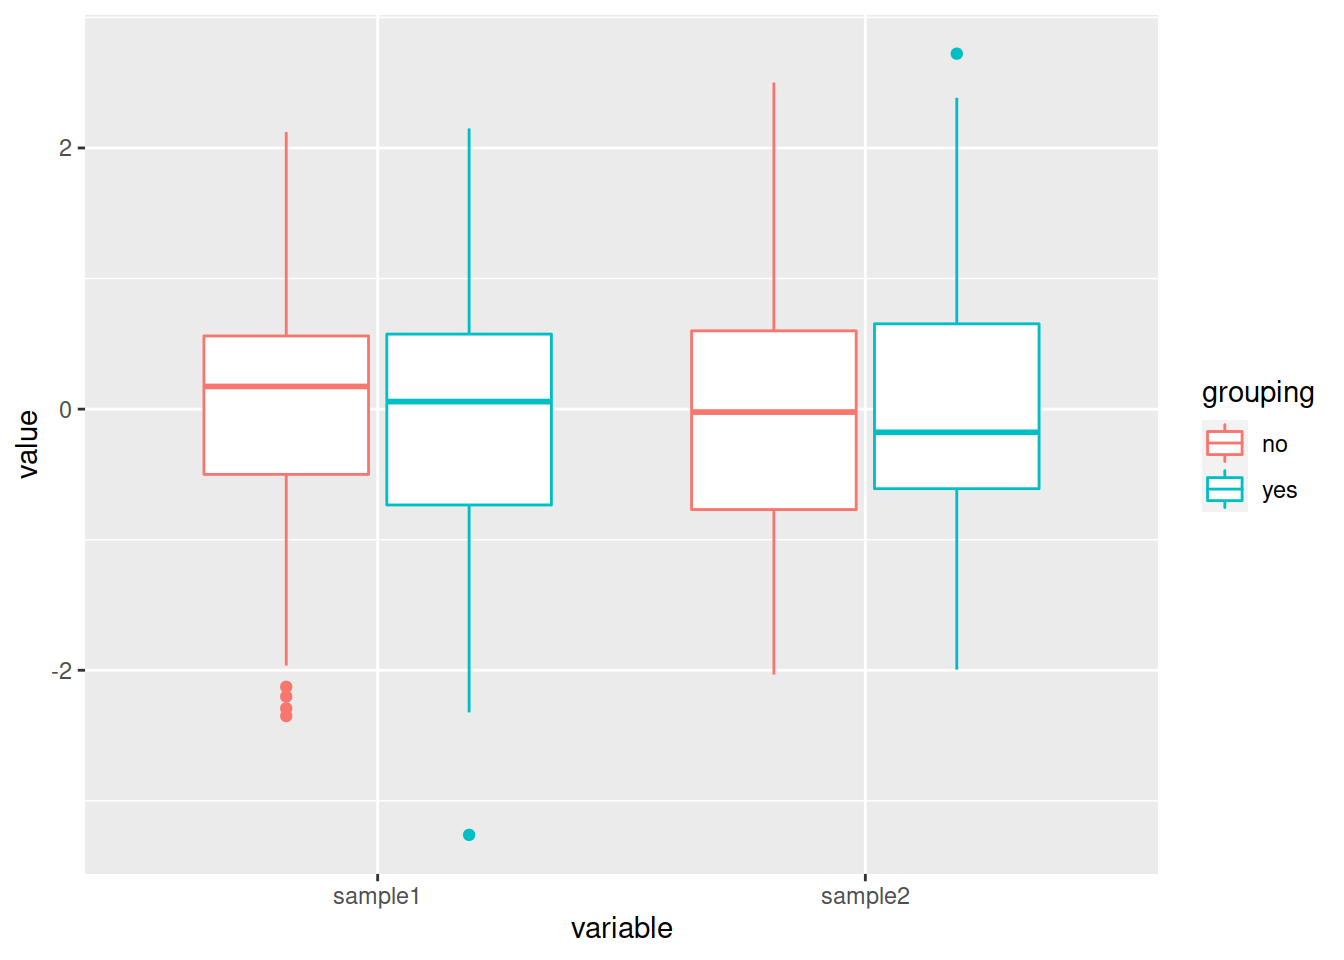 value
2
0
-2
sample1
sample2
variable
grouping
no
yes